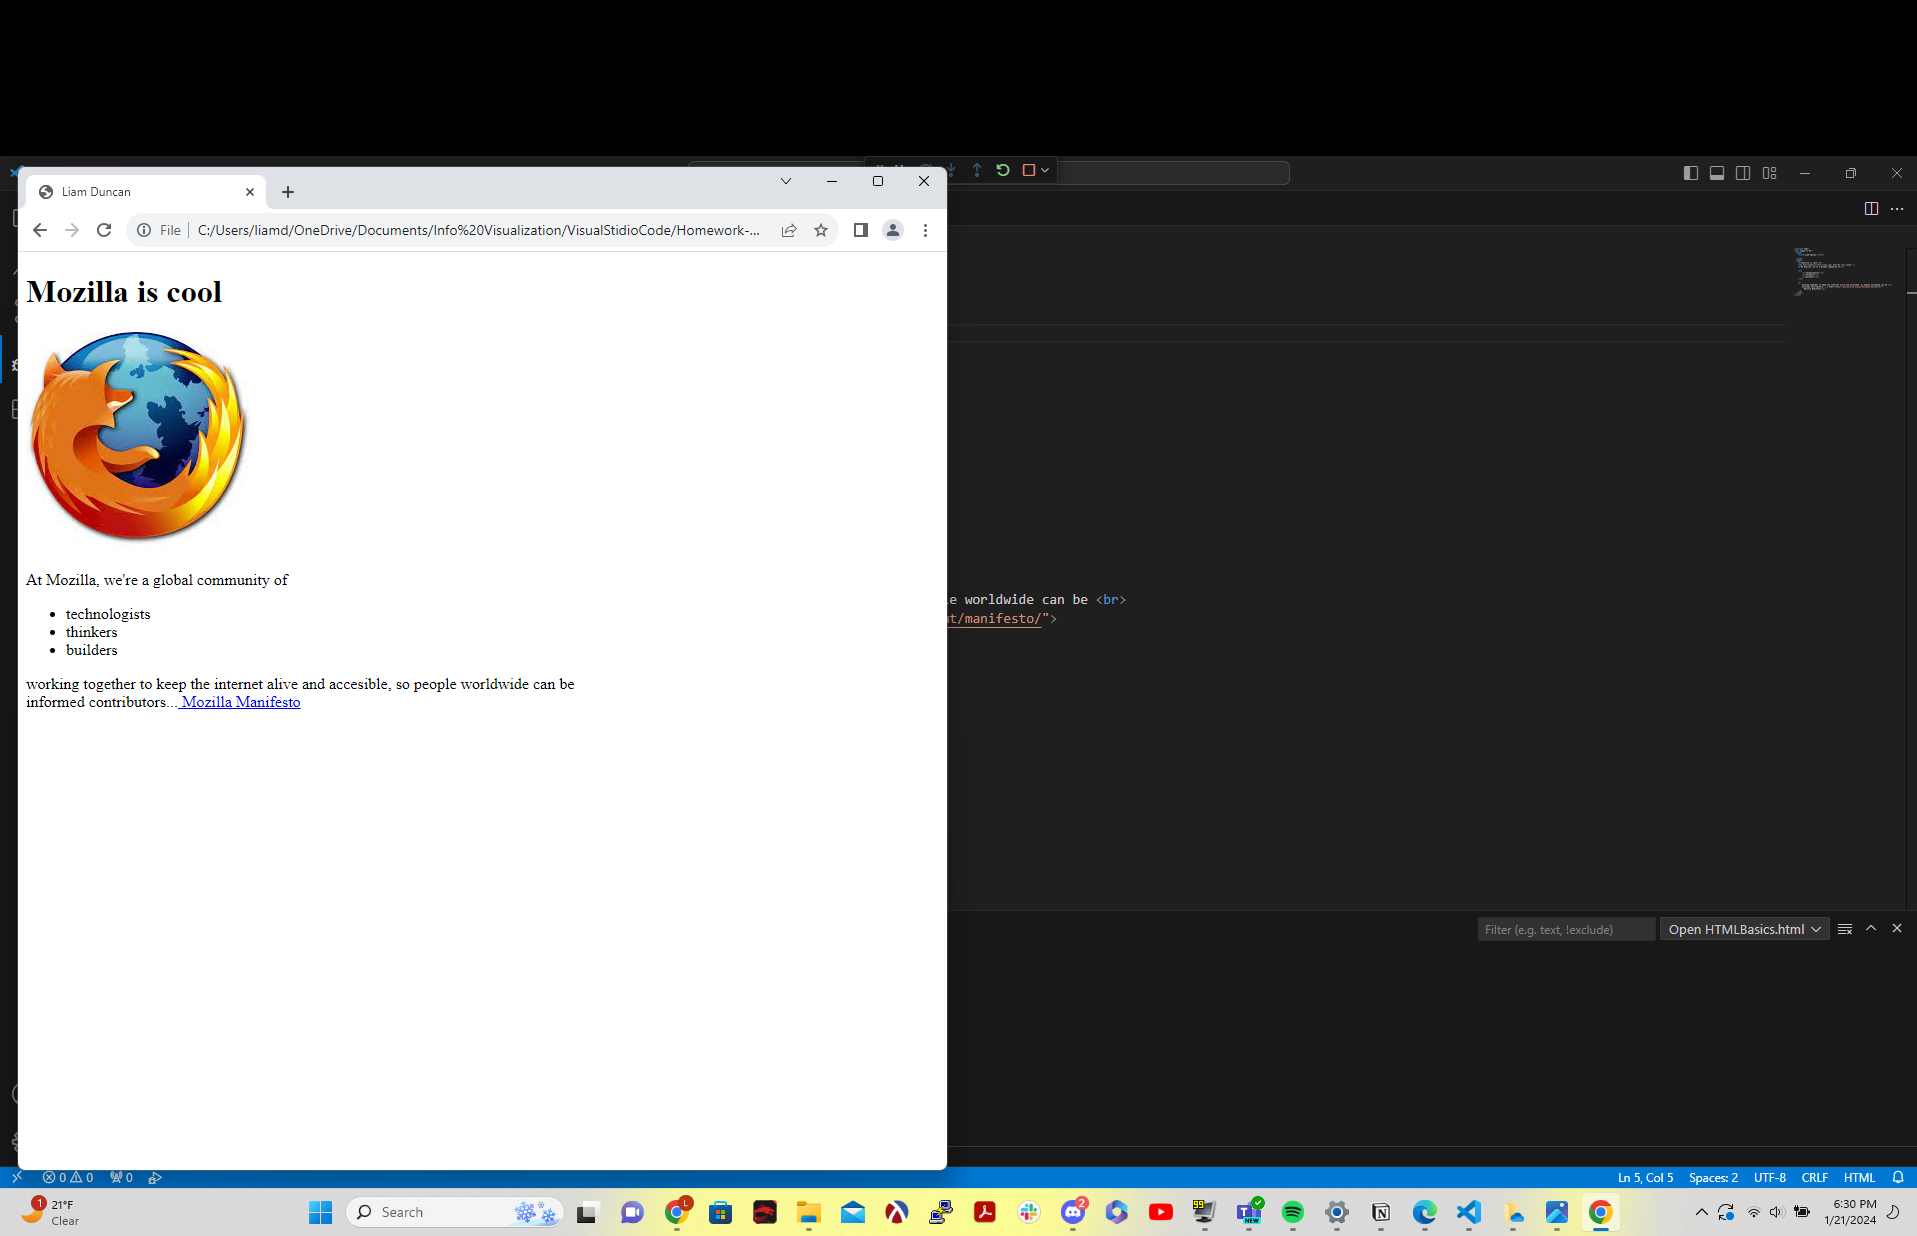 Liam Duncan
File
C:/Users/liamd/OneDrive/Documents/Info%20Visualization/VisualStidioCode/Homework-...
Mozilla is cool
At Mozilla, we're a global community of
• technologists
• thinkers
• builders
working together to keep the internet alive and accesible, so people worldwide can be
informed contributors... Mozilla Manifesto
e worldwide can be <br>
ut/manifesto/">
Filter (e.g. text, !exclude)
Open HTMLBasics.html
0 0 0
Ln 5, Col 5 Spaces: 2 UTF-8 CRLF HTML
1
21°F
Clear
Search
L
2
99
NEW
6:30 PM
1/21/2024